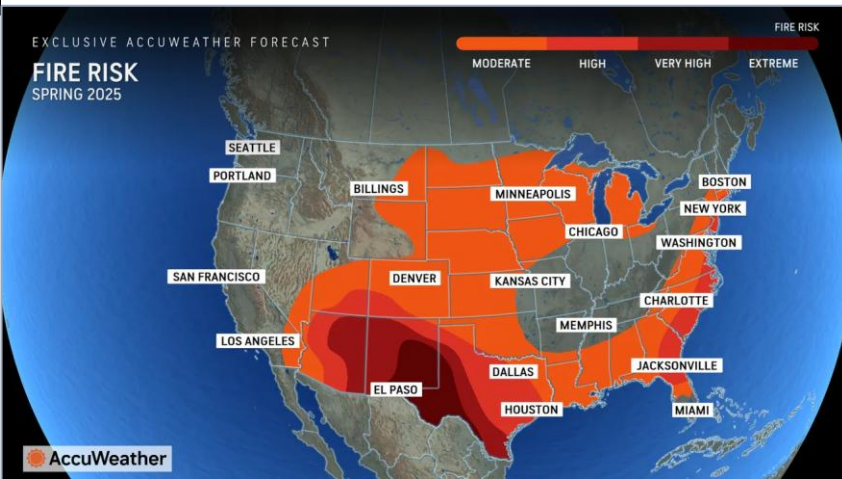 EXCLUSIVE ACCUWEATHER FORECAST
FIRE RISK
SPRING 2025
FIRE RISK
MODERATE HIGH VERY HIGH EXTREME
SEATTLE
PORTLAND
BILLINGS
MINNEAPOLIS
BOSTON
NEW YORK
CHICAGO
WASHINGTON
SAN FRANCISCO
DENVER
KANSAS CITY
CHARLOTTE
MEMPHIS
LOS ANGELES
DALLAS
JACKSONVILLE
EL PASO
HOUSTON
MIAMI
AccuWeather